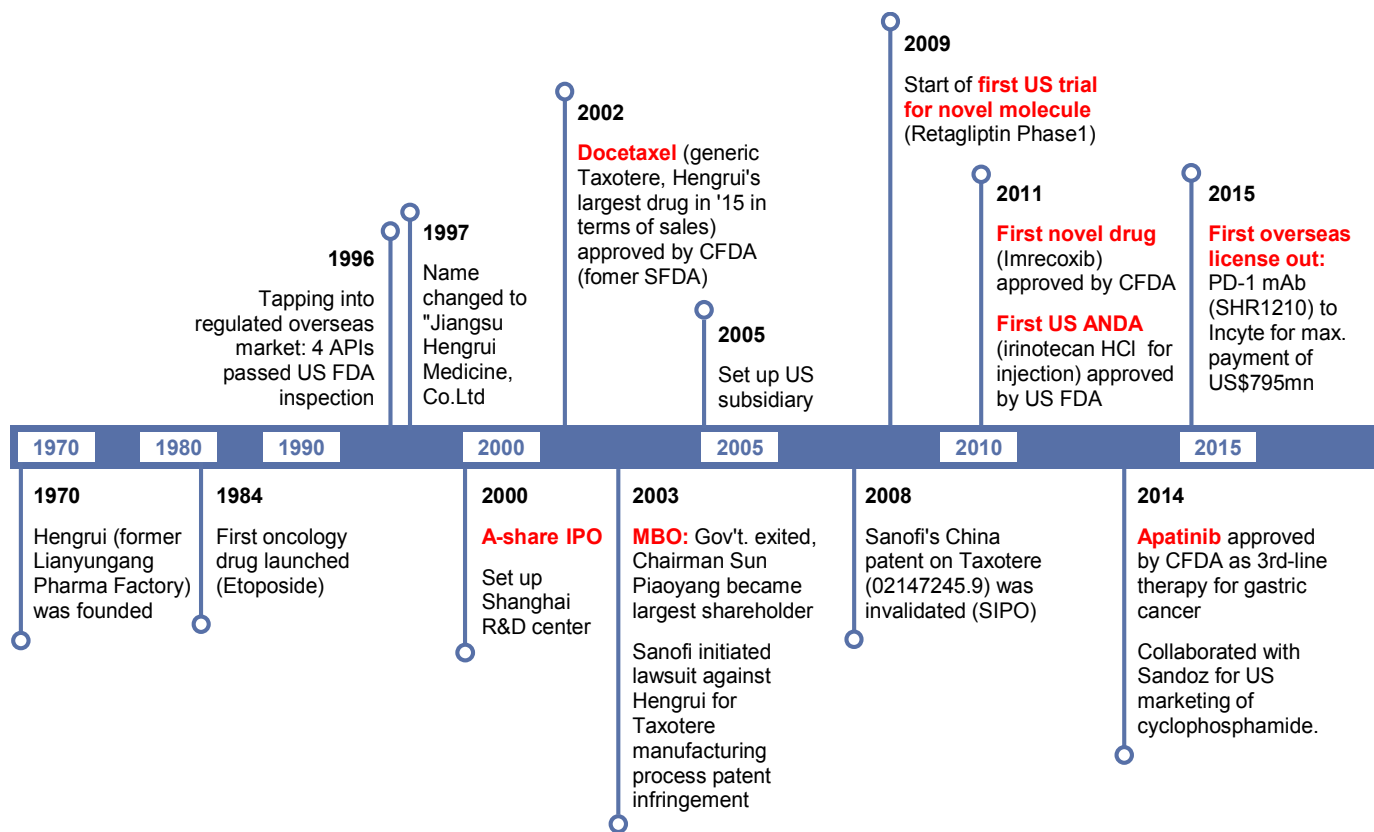 2009
Start of first US trial
for novel molecule
(Retagliptin Phase1)
2002
Docetaxel (generic
Taxotere, Hengrui's
largest drug in '15 in
terms of sales)
approved by CFDA
(fomer SFDA)
2011
First novel drug
(Imrecoxib)
approved by CFDA
First US ANDA
(irinotecan HCl for
injection) approved
by US FDA
2015
First overseas
license out:
PD-1 mAb
(SHR1210) to
Incyte for max.
payment of
US$795mn
1996
Tapping into
regulated overseas
market: 4 APIs
passed US FDA
inspection
1997
Name
changed to
"Jiangsu
Hengrui
Medicine,
Co.Ltd
2005
Set up US
subsidiary
1970
1980
1990
2000
2005
2010
2015
1970
Hengrui (former
Lianyungang
Pharma Factory)
was founded
1984
First oncology
drug launched
(Etoposide)
2000
A-share IPO
Set up
Shanghai
R&D center
2003
MBO: Gov't. exited,
Chairman Sun
Piaoyang became
largest shareholder
Sanofi initiated
lawsuit against
Hengrui for
Taxotere
manufacturing
process patent
infringement
2008
Sanofi's China
patent on Taxotere
(02147245.9) was
invalidated (SIPO)
2014
Apatinib approved
by CFDA as 3rd-line
therapy for gastric
cancer
Collaborated with
Sandoz for US
marketing of
cyclophosphamide.